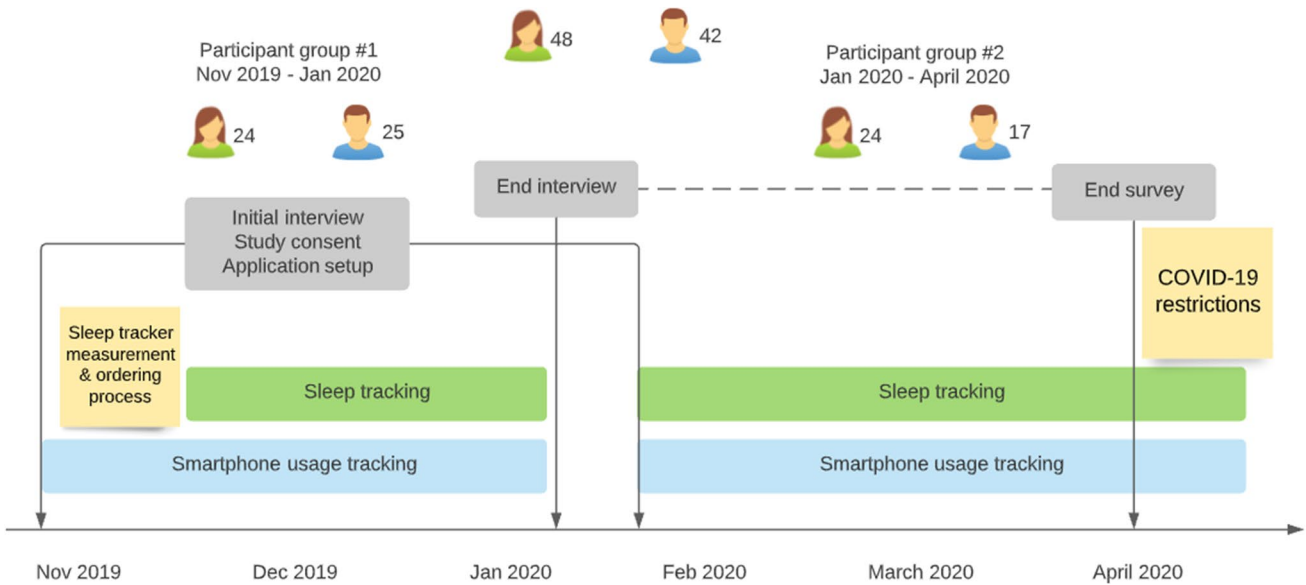 48
42
Participant group #1
Nov 2019 - Jan 2020
24
25
Participant group #2
Jan 2020 - April 2020
24
17
End interview
End survey
Initial interview
Study consent
Application setup
COVID-19
restrictions
Sleep tracker
measurement
& ordering
process
Sleep tracking
Sleep tracking
Smartphone usage tracking
Smartphone usage tracking
Nov 2019
Dec 2019
Jan 2020
Feb 2020
March 2020
April 2020